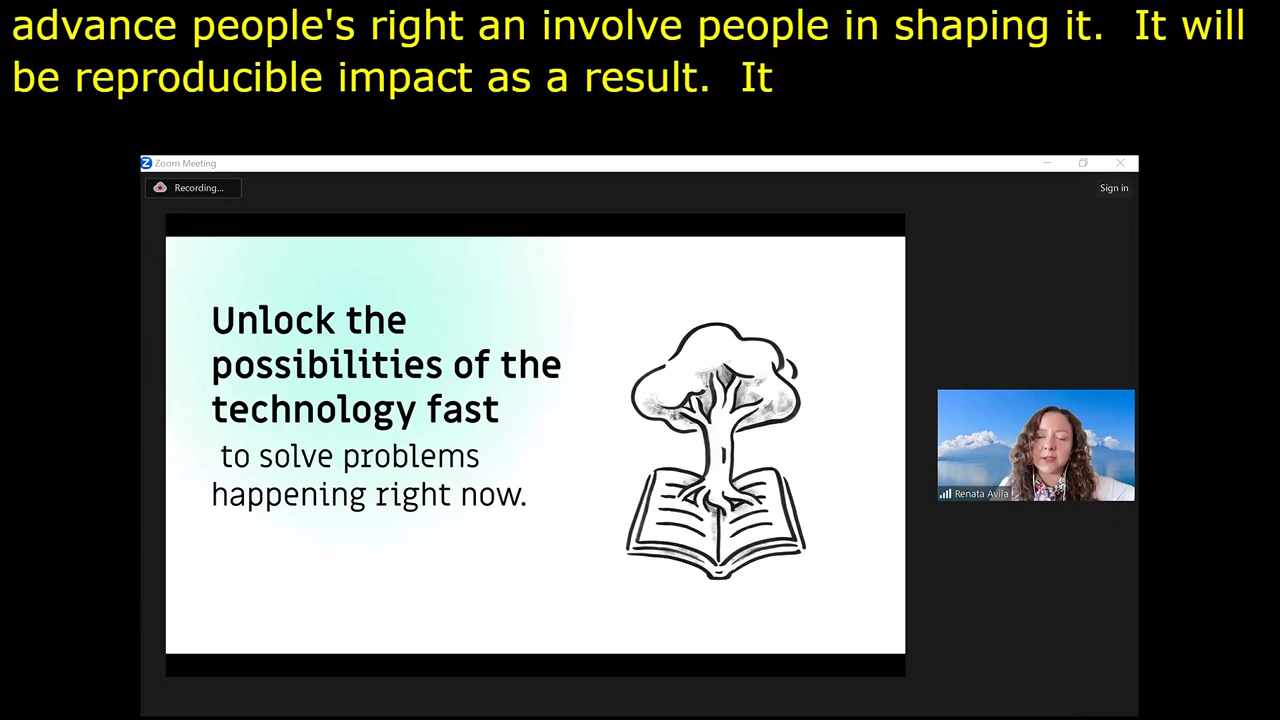 advance people's right an involve people in shaping it.  It will
be reproducible impact as a result.  It
Zoom Meeting
Recording...
Sign in
Unlock the
possibilities of the
technology fast
to solve problems
happening right now.
Renata Avila